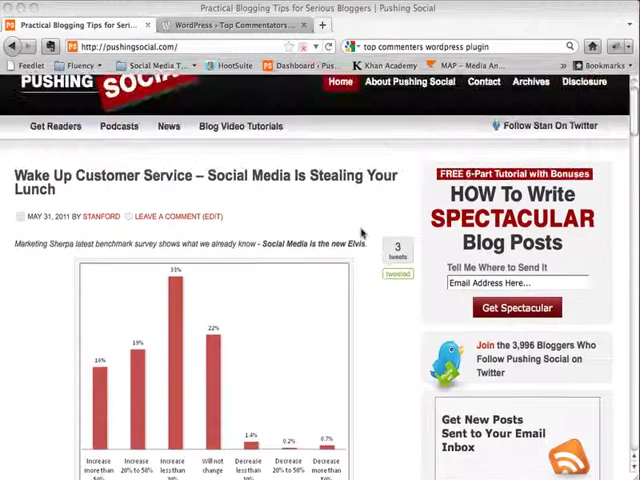 Practical Blogging Tips for Serious Bloggers | Pushing Social
Practical Blogging Tips for Seri...
WordPress › Top Commentators...
http://pushingsocial.com/
top commenters wordpress plugin
Feedlet
Fluency
Social Media T...
HootSuite
Dashboard ‹ Pus...
Khan Academy
MAP – Media An...
Bookmarks
PUSHING
SOCIAL
Home
About Pushing Social
Contact
Archives
Disclosure
Get Readers
Podcasts
News
Blog Video Tutorials
Follow Stan On Twitter
Wake Up Customer Service – Social Media Is Stealing Your
Lunch
MAY 31, 2011 BY STANFORD
LEAVE A COMMENT (EDIT)
Marketing Sherpa latest benchmark survey shows what we already know - Social Media is the new Elvis.
3
tweets
tweeted
16%
19%
33%
22%
1.4%
0.2%
0.7%
Increase
more than
50%
Increase
20% to 50%
Increase
less than
Will not
change
Decrease
less than
Decrease
20% to 50%
Decrease
more than
FREE 6-Part Tutorial with Bonuses
HOW To Write
SPECTACULAR
Blog Posts
Tell Me Where to Send It
Email Address Here...
Get Spectacular
Join the 3,996 Bloggers Who
Follow Pushing Social on
Twitter
Get New Posts
Sent to Your Email
Inbox